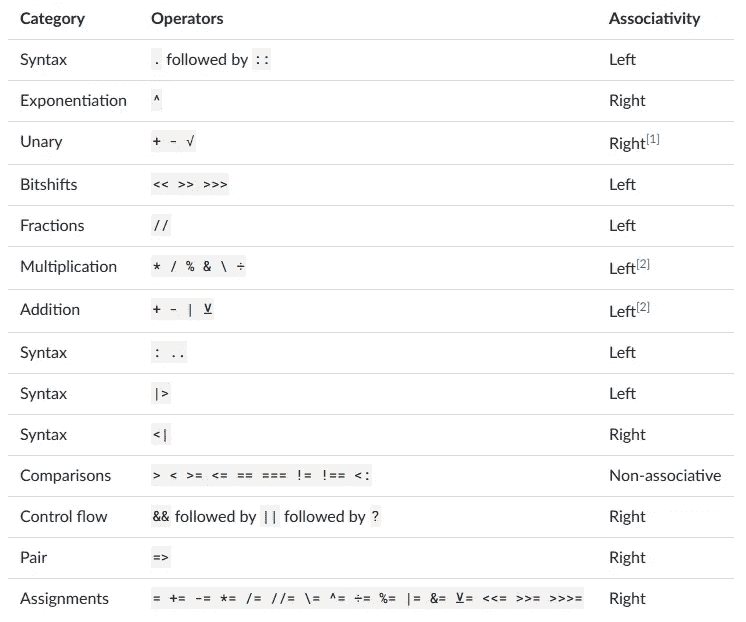 Category Operators Associativity
Syntax . followed by :: Left
Exponentiation ^ Right
Unary + - √ Right[1]
Bitshifts << >> >>> Left
Fractions // Left
Multiplication * / % & \ ÷ Left[2]
Addition + - | ⊻ Left[2]
Syntax : .. Left
Syntax |> Left
Syntax <| Right
Comparisons > < >= <= == === != !== <: Non-associative
Control flow && followed by || followed by ? Right
Pair => Right
Assignments = += -= *= /= //= \= ^= ÷= %= |= &= ⊻= <<= >>= >>>= Right